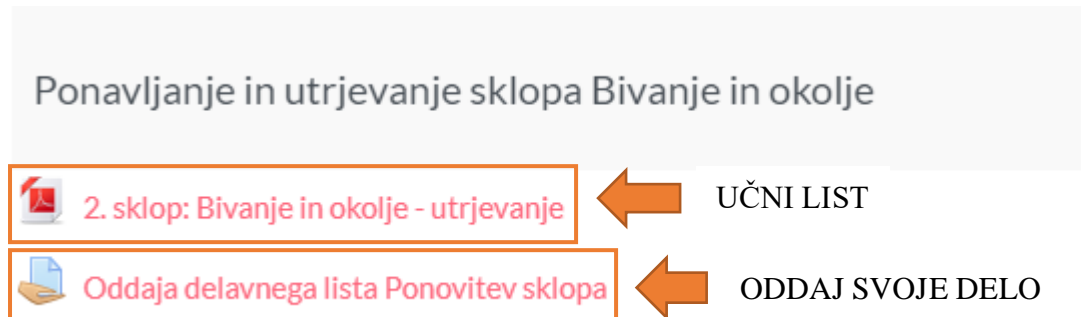 Ponavljanje in utrjevanje sklopa Bivanje in okolje
2. sklop: Bivanje in okolje - utrjevanje
UČNI LIST
Oddaja delavnega lista Ponovitev sklopa
ODDAJ SVOJE DELO